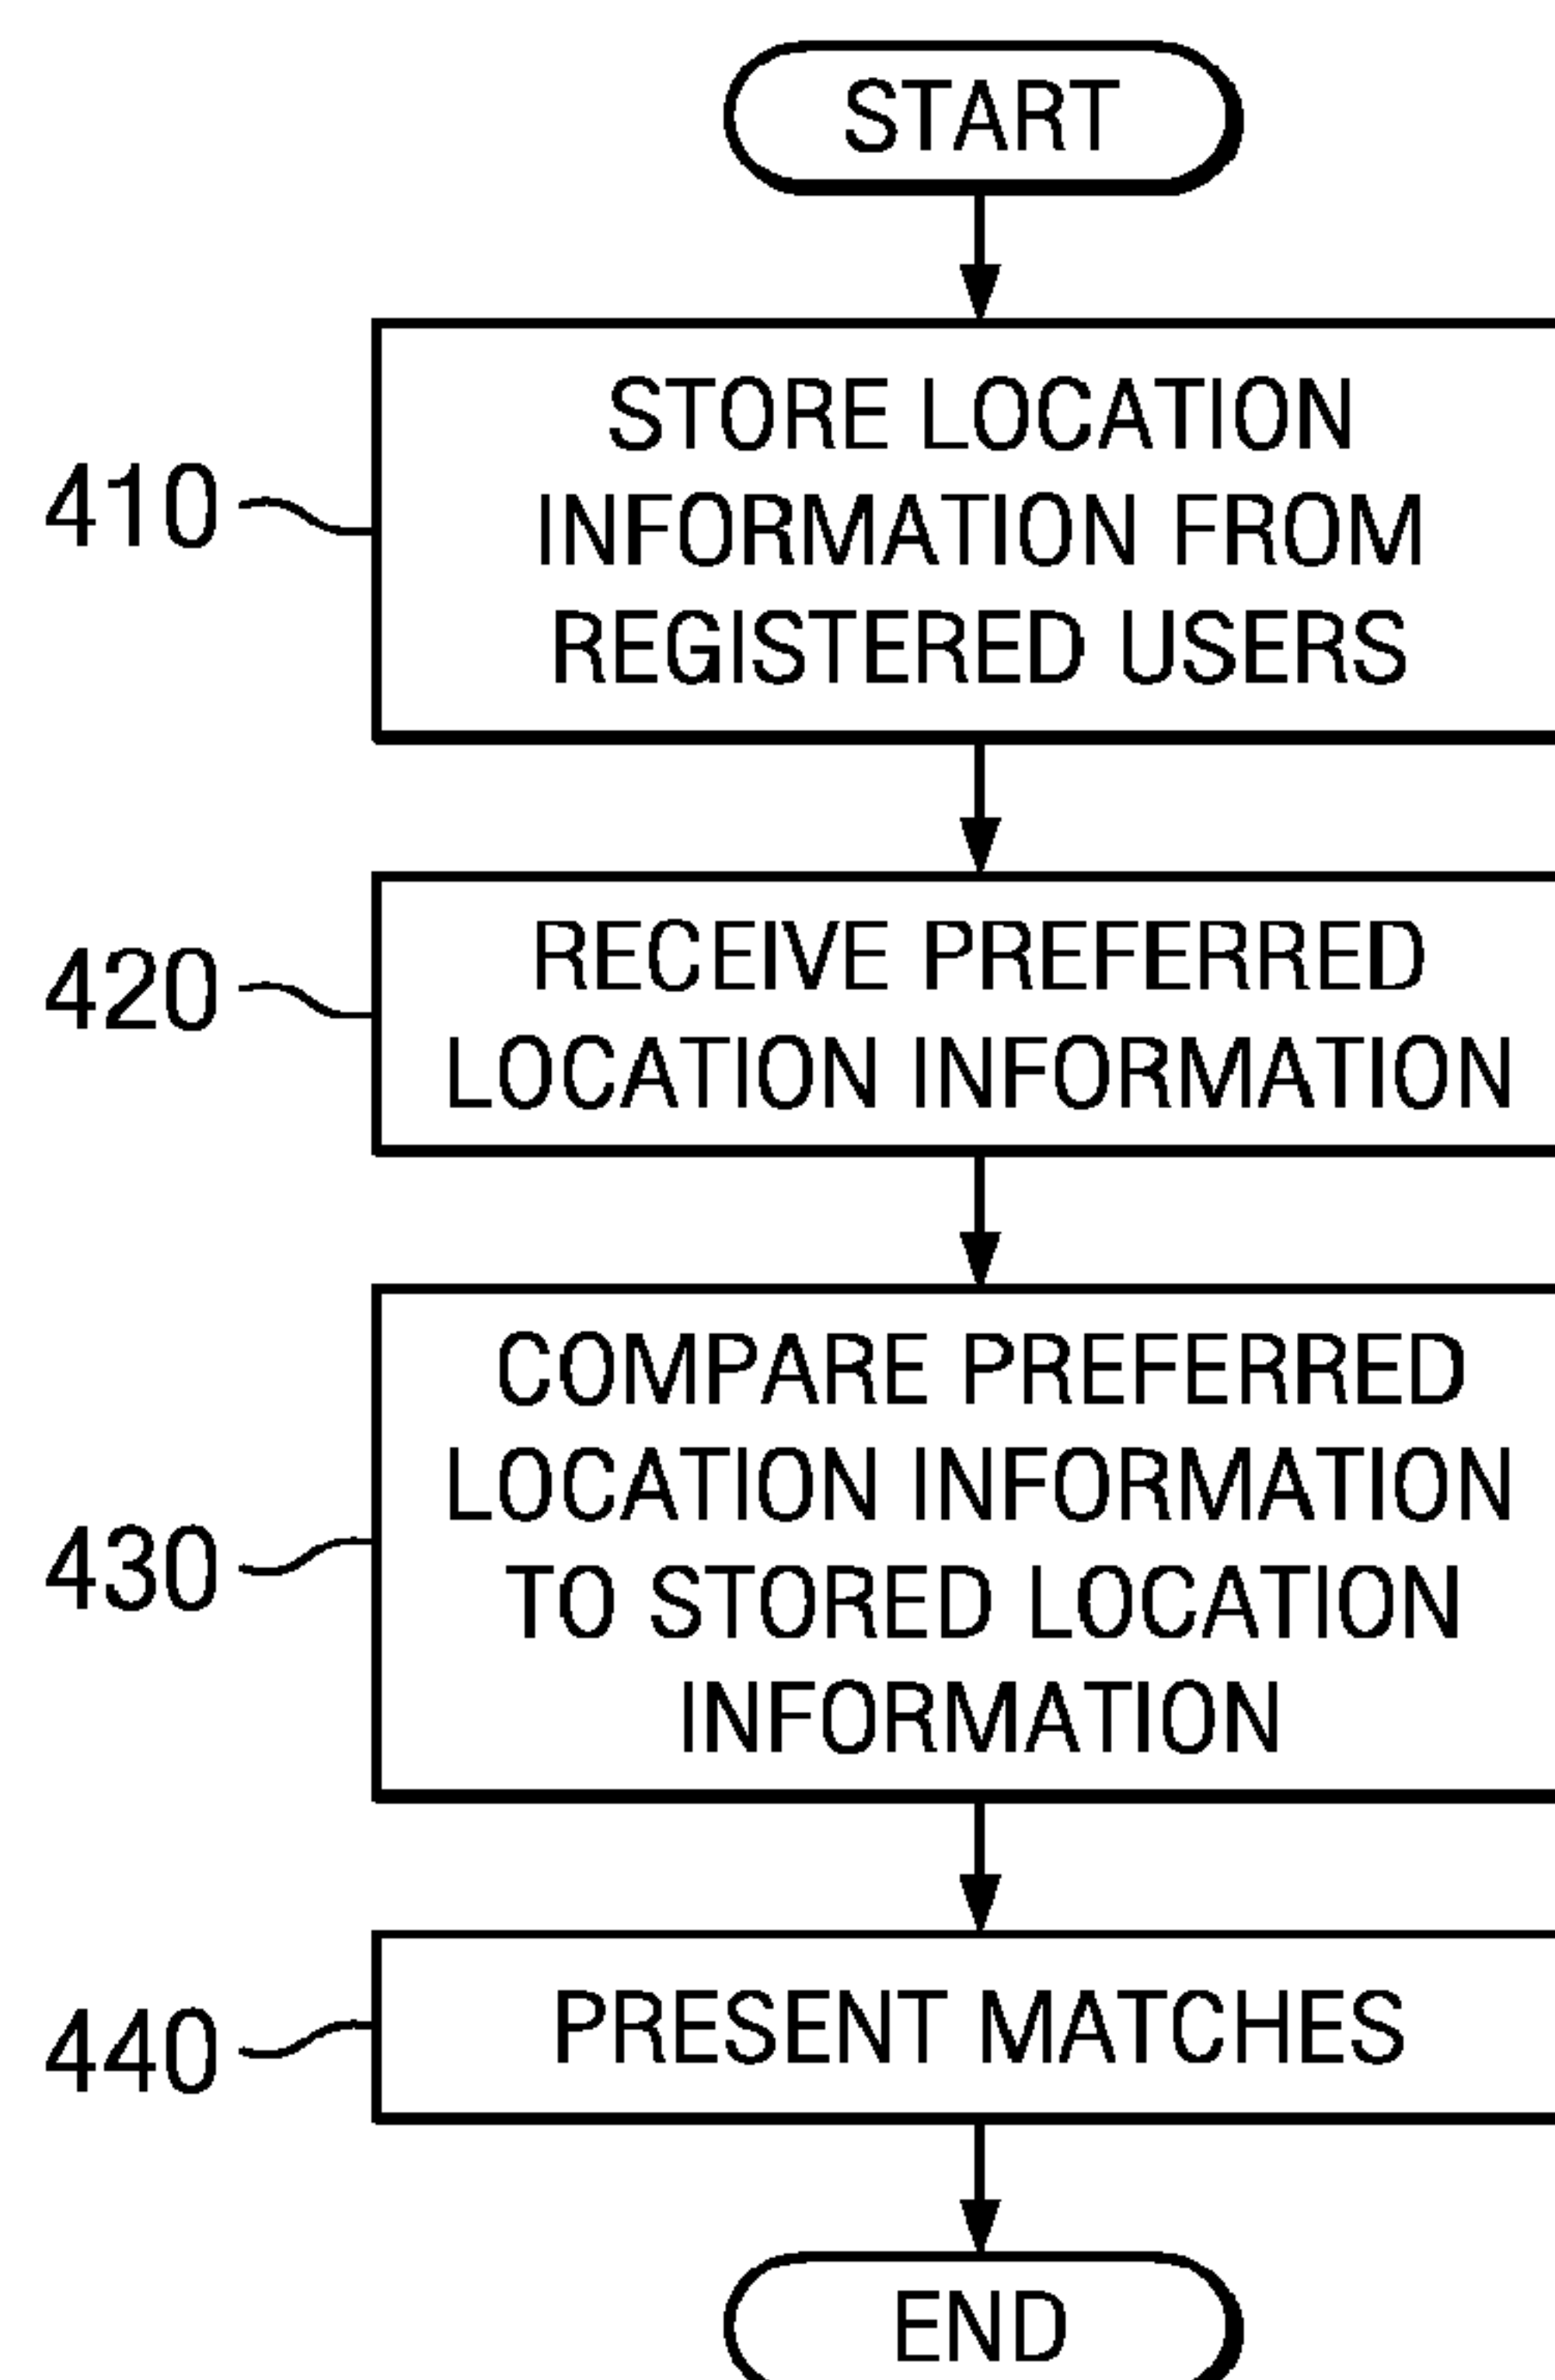 START
STORE LOCATION
INFORMATION FROM
REGISTERED USERS
410
RECEIVE PREFERRED
LOCATION INFORMATION
420
COMPARE PREFERRED
LOCATION INFORMATION
TO STORED LOCATION
INFORMATION
430
PRESENT MATCHES
440
END